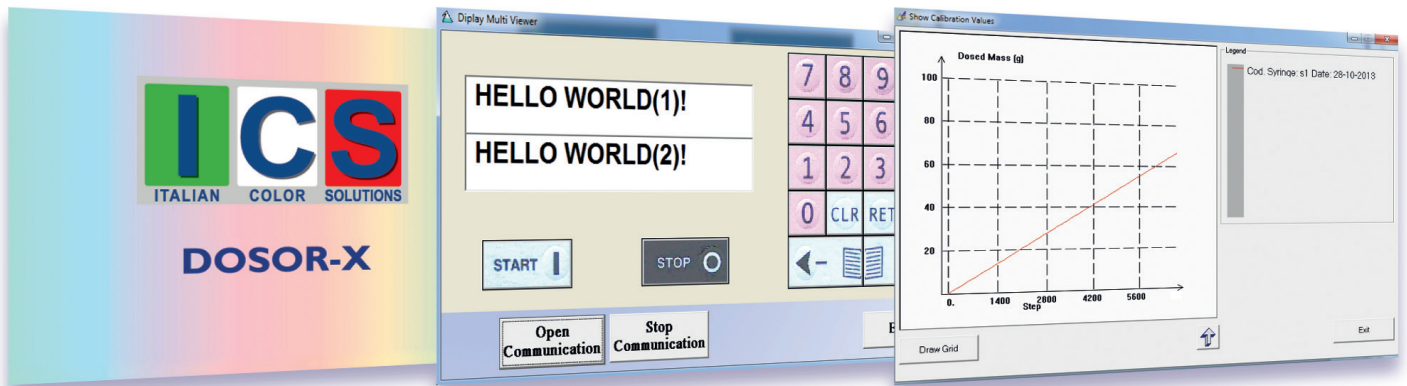 I C S
ITALIAN COLOR SOLUTIONS
DOSOR-X
Diplay Multi Viewer
HELLO WORLD(1)!
HELLO WORLD(2)!
7 8 9
4 5 6
1 2 3
0 CLR RET
START I
STOP O
Open Communication
Stop Communication
Show Calibration Values
Dosed Mass (g)
100
80
60
40
20
0. 1400 2800 4200 5600
Step
Legend
Cod. Syringe: s1 Date: 28-10-2013
Draw Grid
Exit